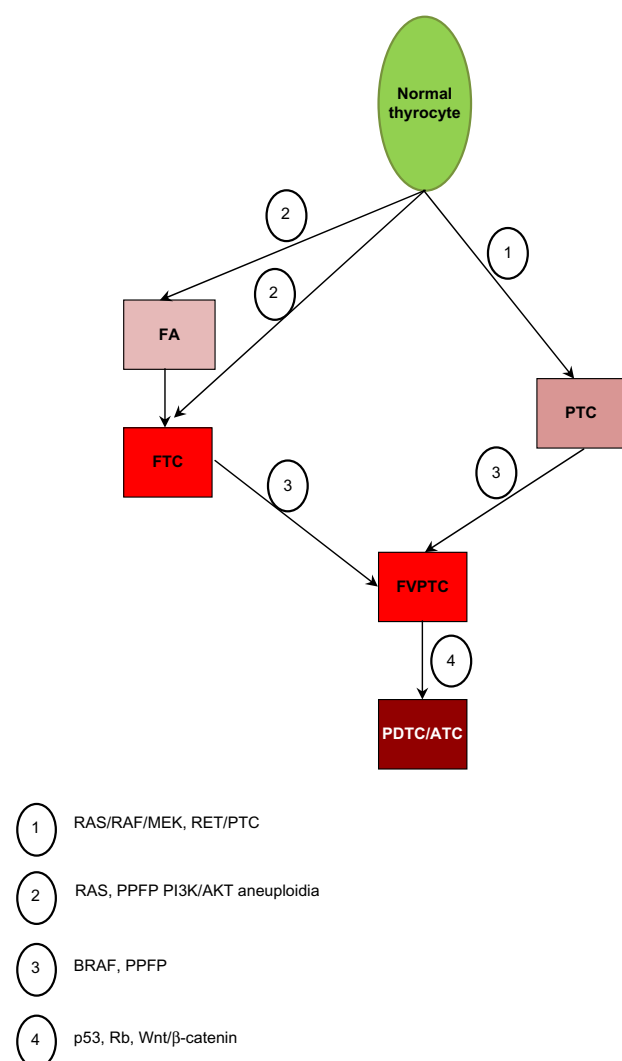 Normal
thyrocyte
2
1
2
FA
PTC
FTC
3
3
FVPTC
4
PDTC/ATC
1 RAS/RAF/MEK, RET/PTC
2 RAS, PPFP PI3K/AKT aneuploidia
3 BRAF, PPFP
4 p53, Rb, Wnt/β-catenin